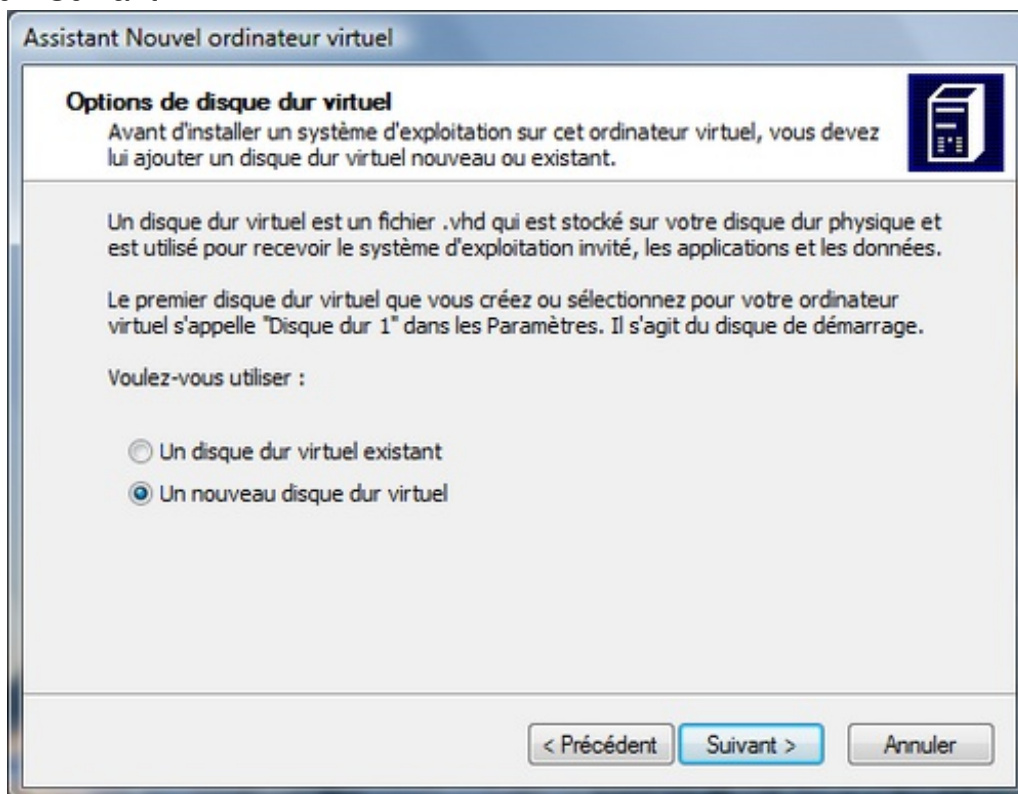 Assistant Nouvel ordinateur virtuel
Options de disque dur virtuel
Avant d'installer un système d'exploitation sur cet ordinateur virtuel, vous devez
lui ajouter un disque dur virtuel nouveau ou existant.
Un disque dur virtuel est un fichier .vhd qui est stocké sur votre disque dur physique et
est utilisé pour recevoir le système d'exploitation invité, les applications et les données.
Le premier disque dur virtuel que vous créez ou sélectionnez pour votre ordinateur
virtuel s'appelle "Disque dur 1" dans les Paramètres. Il s'agit du disque de démarrage.
Voulez-vous utiliser :
Un disque dur virtuel existant
Un nouveau disque dur virtuel
< Précédent
Suivant >
Annuler